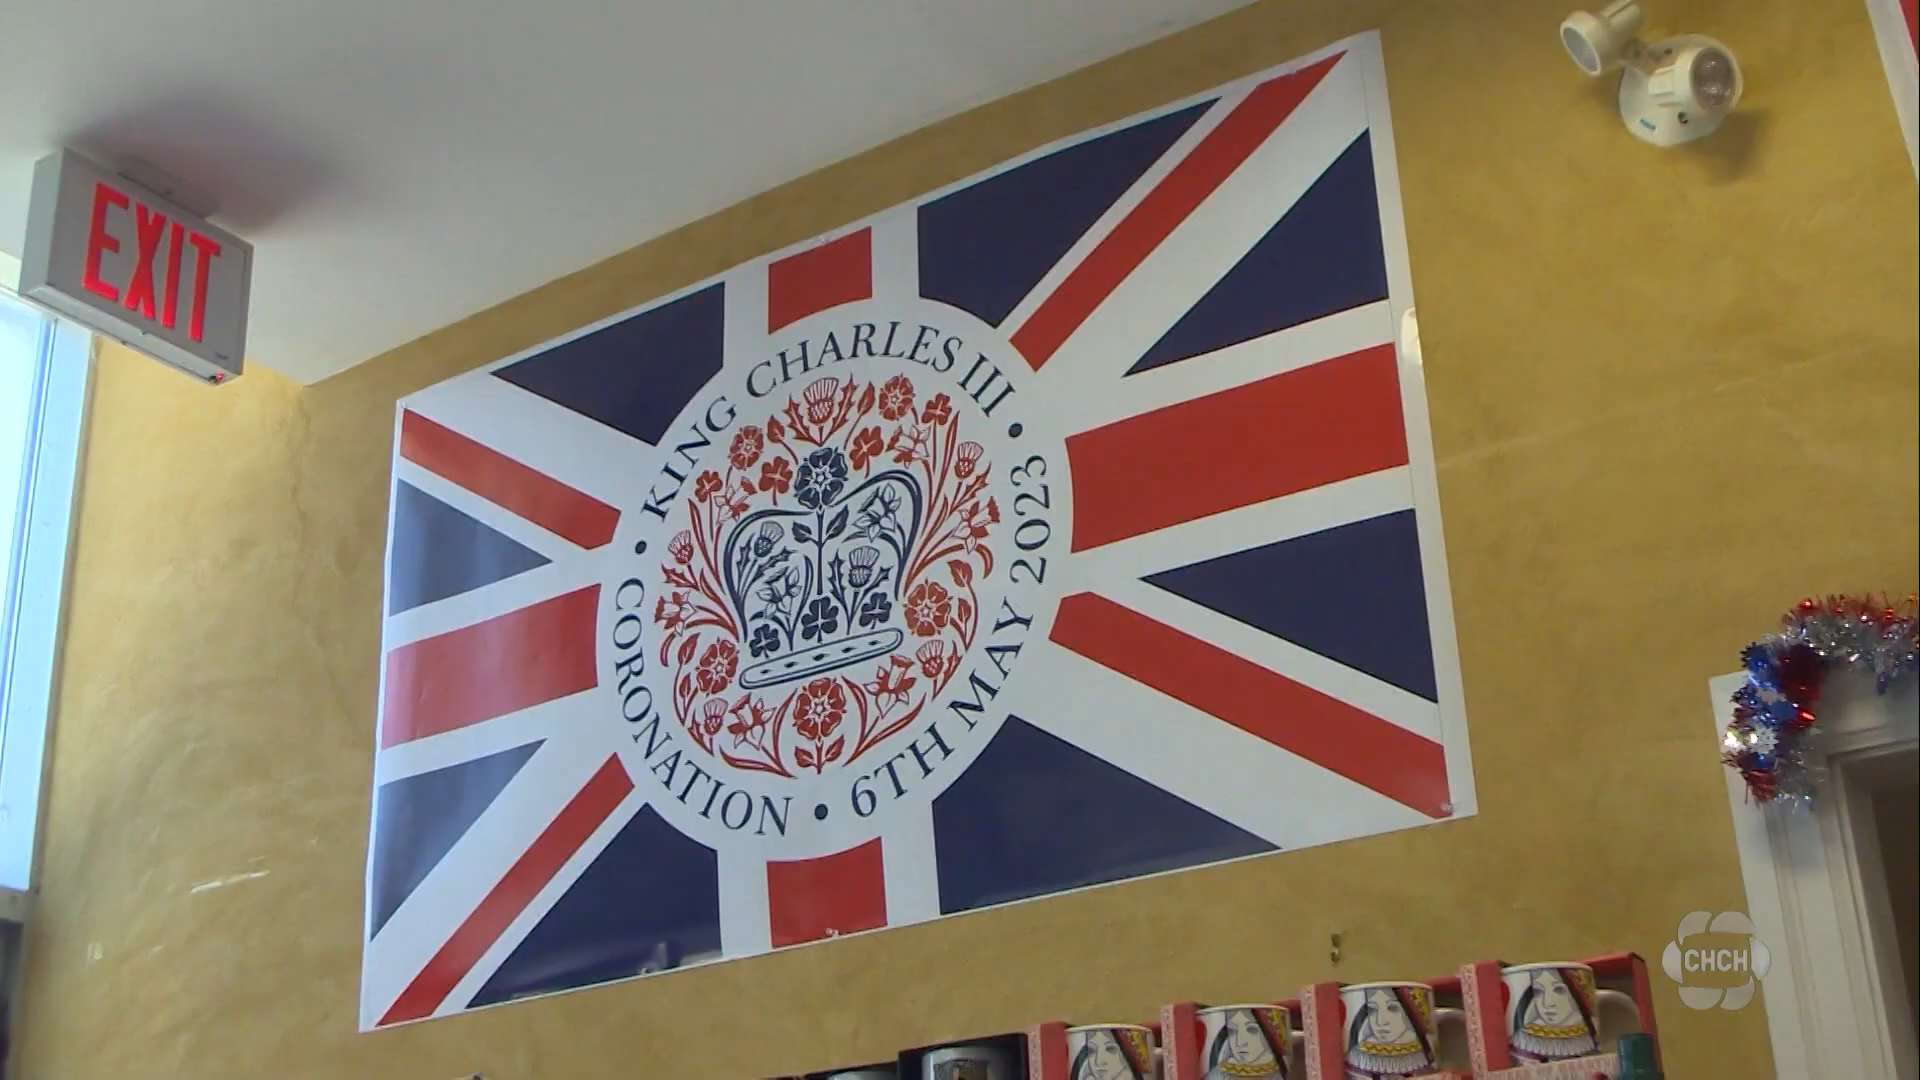 EXIT
KING CHARLES III
• CORONATION • 6TH MAY 2023 •
CHCH